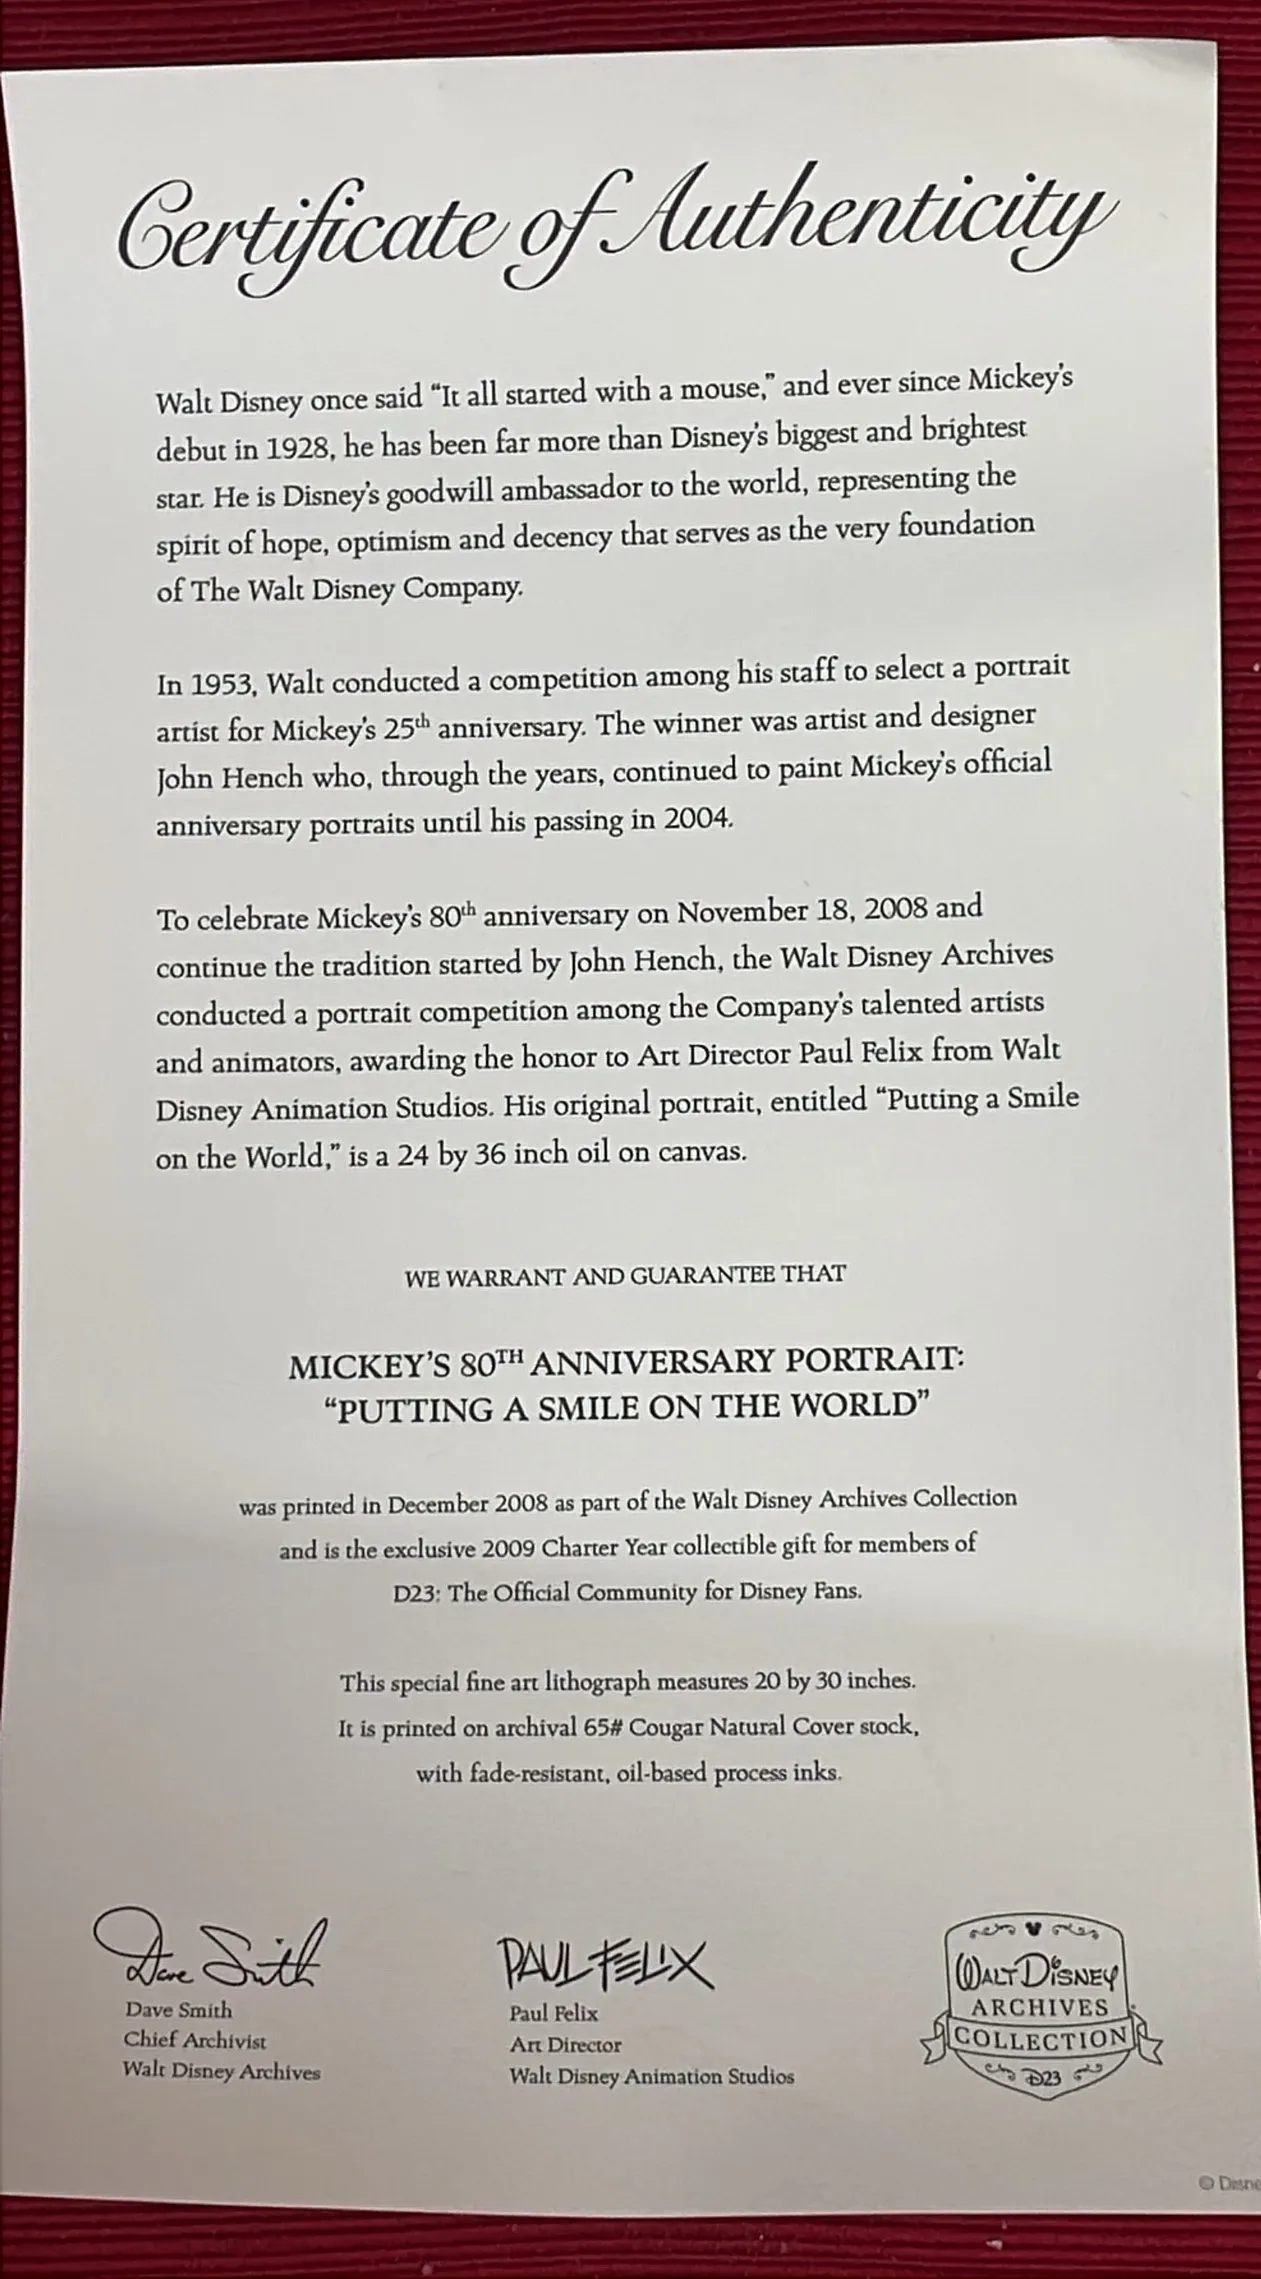 Certificate of Authenticity
Walt Disney once said “It all started with a mouse,” and ever since Mickey’s
debut in 1928, he has been far more than Disney’s biggest and brightest
star. He is Disney’s goodwill ambassador to the world, representing the
spirit of hope, optimism and decency that serves as the very foundation
of The Walt Disney Company.
In 1953, Walt conducted a competition among his staff to select a portrait
artist for Mickey’s 25th anniversary. The winner was artist and designer
John Hench who, through the years, continued to paint Mickey’s official
anniversary portraits until his passing in 2004.
To celebrate Mickey’s 80th anniversary on November 18, 2008 and
continue the tradition started by John Hench, the Walt Disney Archives
conducted a portrait competition among the Company’s talented artists
and animators, awarding the honor to Art Director Paul Felix from Walt
Disney Animation Studios. His original portrait, entitled “Putting a Smile
on the World,” is a 24 by 36 inch oil on canvas.
WE WARRANT AND GUARANTEE THAT
MICKEY’S 80TH ANNIVERSARY PORTRAIT:
“PUTTING A SMILE ON THE WORLD”
was printed in December 2008 as part of the Walt Disney Archives Collection
and is the exclusive 2009 Charter Year collectible gift for members of
D23: The Official Community for Disney Fans.
This special fine art lithograph measures 20 by 30 inches.
It is printed on archival 65# Cougar Natural Cover stock,
with fade-resistant, oil-based process inks.
Dave Smith
Dave Smith
Chief Archivist
Walt Disney Archives
PAUL FELIX
Paul Felix
Art Director
Walt Disney Animation Studios
WALT DISNEY
ARCHIVES
COLLECTION
D23
© Disne